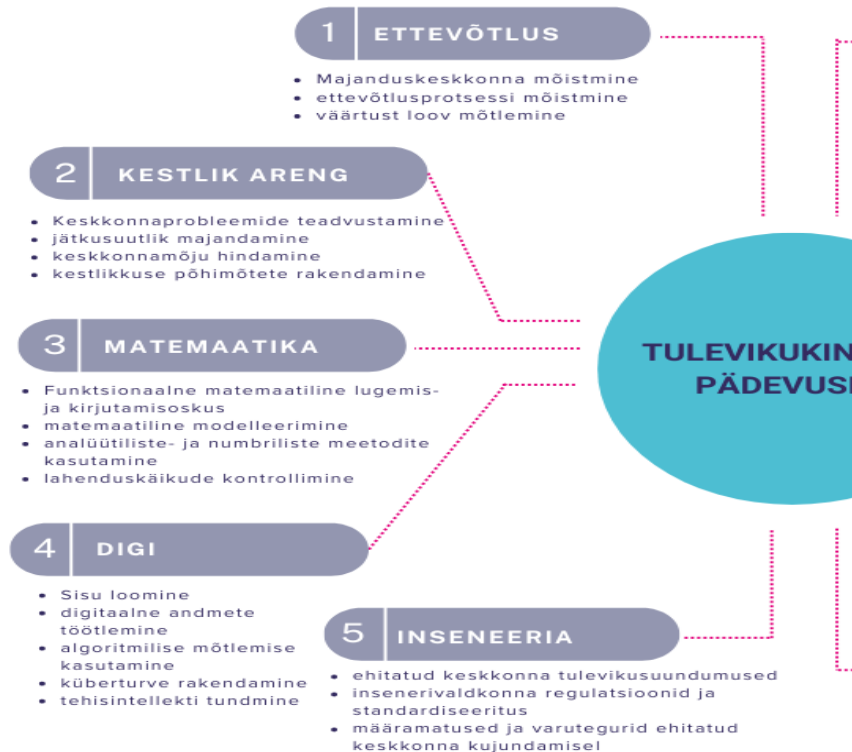 1 ETTEVÕTLUS
• Majanduskeskkonna mõistmine
• ettevõtlusprotsessi mõistmine
• väärtust loov mõtlemine
2 KESTLIK ARENG
• Keskkonnaprobleemide teadvustamine
• jätkusuutlik majandamine
• keskkonnamõju hindamine
• kestlikkuse põhimõtete rakendamine
3 MATEMAATIKA
• Funktsionaalne matemaatiline lugemis-
ja kirjutamisoskus
• matemaatiline modelleerimine
• analüütiliste- ja numbriliste meetodite
kasutamine
• lahenduskäikude kontrollimine
TULEVIKUKIN
PÄDEVUS
4 DIGI
• Sisu loomine
• digitaalne andmete
töötlemine
• algoritmilise mõtlemise
kasutamine
• küberturve rakendamine
• tehisintellekti tundmine
5 INSENEERIA
• ehitatud keskkonna tulevikusuundumused
• insenerivaldkonna regulatsioonid ja
standardiseeritus
• määramatused ja varutegurid ehitatud
keskkonna kujundamisel